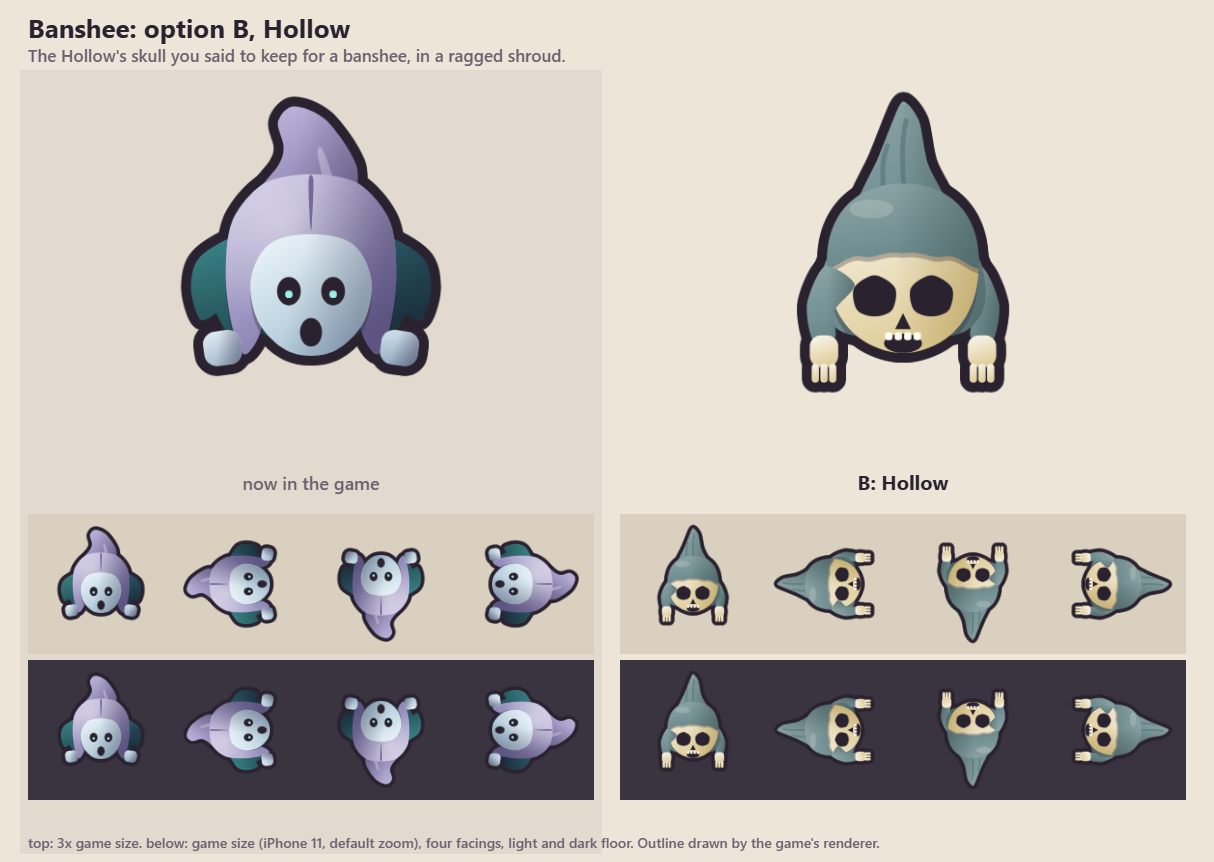 Banshee: option B, Hollow
The Hollow's skull you said to keep for a banshee, in a ragged shroud.
now in the game
B: Hollow
top: 3x game size. below: game size (iPhone 11, default zoom), four facings, light and dark floor. Outline drawn by the game's renderer.